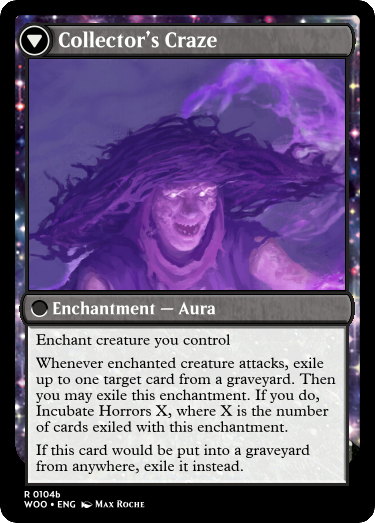 Collector's Craze
Enchantment — Aura
Enchant creature you control
Whenever enchanted creature attacks, exile
up to one target card from a graveyard. Then
you may exile this enchantment. If you do,
Incubate Horrors X, where X is the number
of cards exiled with this enchantment.
If this card would be put into a graveyard
from anywhere, exile it instead.
R 0104b
WOO • ENG Max Roche